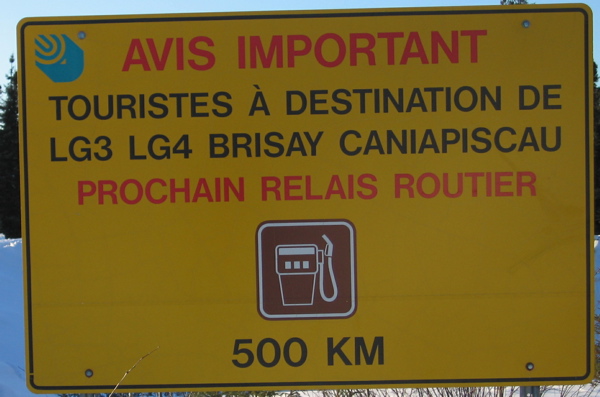 AVIS IMPORTANT
TOURISTES À DESTINATION DE
LG3 LG4 BRISAY CANIAPISCAU
PROCHAIN RELAIS ROUTIER
500 KM